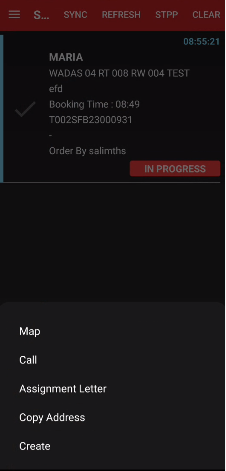 S... SYNC REFRESH STPP CLEAR
08:55:21
MARIA
WADAS 04 RT 008 RW 004 TEST
efd
Booking Time : 08:49
T002SFB23000931
-
Order By salimths
IN PROGRESS
Map
Call
Assignment Letter
Copy Address
Create